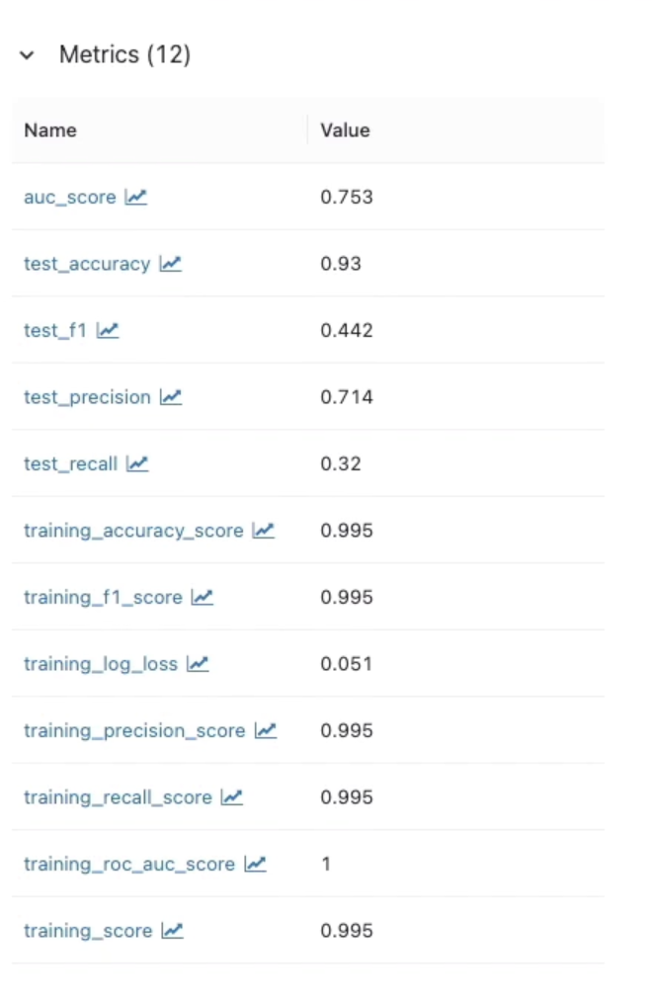 Metrics (12)
Name Value
auc_score 0.753
test_accuracy 0.93
test_f1 0.442
test_precision 0.714
test_recall 0.32
training_accuracy_score 0.995
training_f1_score 0.995
training_log_loss 0.051
training_precision_score 0.995
training_recall_score 0.995
training_roc_auc_score 1
training_score 0.995